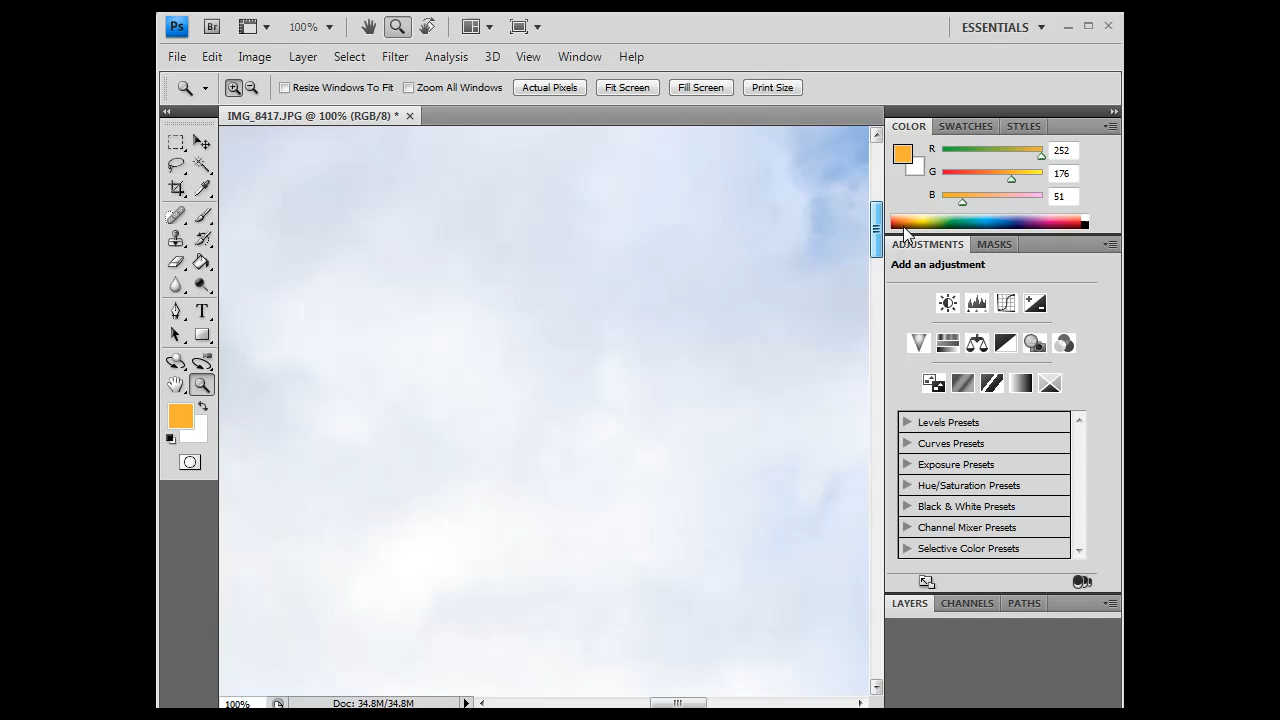 Ps Br 100% ESSENTIALS
File Edit Image Layer Select Filter Analysis 3D View Window Help
Resize Windows To Fit Zoom All Windows Actual Pixels Fit Screen Fill Screen Print Size
IMG_8417.JPG @ 100% (RGB/8) *
COLOR SWATCHES STYLES
R 252
G 176
B 51
ADJUSTMENTS MASKS
Add an adjustment
T
Levels Presets
Curves Presets
Exposure Presets
Hue/Saturation Presets
Black & White Presets
Channel Mixer Presets
Selective Color Presets
LAYERS CHANNELS PATHS
100% Doc: 34.8M/34.8M